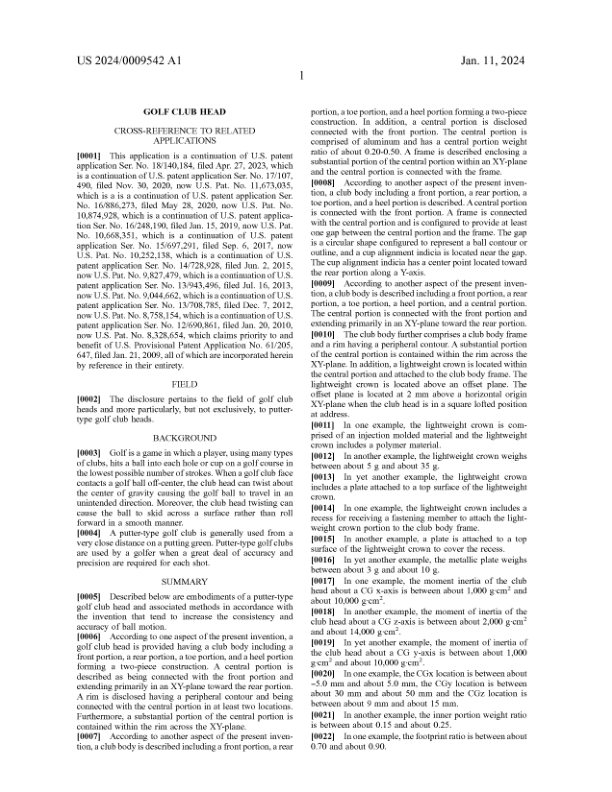 US 2024/0009542 A1
Jan. 11, 2024
1
GOLF CLUB HEAD
CROSS-REFERENCE TO RELATED
APPLICATIONS
[0001] This application is a continuation of U.S. patent
application Ser. No. 18/140,184, filed Apr. 27, 2023, which
is a continuation of U.S. patent application Ser. No. 17/107,
490, filed Nov. 30, 2020, now U.S. Pat. No. 11,673,035,
which is a is a continuation of U.S. patent application Ser.
No. 16/886,273, filed May 28, 2020, now U.S. Pat. No.
10,874,928, which is a continuation of U.S. patent applica-
tion Ser. No. 16/248,190, filed Jan. 15, 2019, now U.S. Pat.
No. 10,668,351, which is a continuation of U.S. patent
application Ser. No. 15/697,291, filed Sep. 6, 2017, now
U.S. Pat. No. 10,252,138, which is a continuation of U.S.
patent application Ser. No. 14/728,928, filed Jun. 2, 2015,
now U.S. Pat. No. 9,827,479, which is a continuation of U.S.
patent application Ser. No. 13/943,496, filed Jul. 16, 2013,
now U.S. Pat. No. 9,044,662, which is a continuation of U.S.
patent application Ser. No. 13/708,785, filed Dec. 7, 2012,
now U.S. Pat. No. 8,758,154, which is a continuation of U.S.
patent application Ser. No. 12/690,861, filed Jan. 20, 2010,
now U.S. Pat. No. 8,328,654, which claims priority to and
benefit of U.S. Provisional Patent Application No. 61/205,
647, filed Jan. 21, 2009, all of which are incorporated herein
by reference in their entirety.
FIELD
[0002] The disclosure pertains to the field of golf club
heads and more particularly, but not exclusively, to putter-
type golf club heads.
BACKGROUND
[0003] Golf is a game in which a player, using many types
of clubs, hits a ball into each hole or cup on a golf course in
the lowest possible number of strokes. When a golf club face
contacts a golf ball off-center, the club head can twist about
the center of gravity causing the golf ball to travel in an
unintended direction. Moreover, the club head twisting can
cause the ball to skid across a surface rather than roll
forward in a smooth manner.
[0004] A putter-type golf club is generally used from a
very close distance on a putting green. Putter-type golf clubs
are used by a golfer when a great deal of accuracy and
precision are required for each shot.
SUMMARY
[0005] Described below are embodiments of a putter-type
golf club head and associated methods in accordance with
the invention that tend to increase the consistency and
accuracy of ball motion.
[0006] According to one aspect of the present invention, a
golf club head is provided having a club body including a
front portion, a rear portion, a toe portion, and a heel portion
forming a two-piece construction. A central portion is
described as being connected with the front portion and
extending primarily in an XY-plane toward the rear portion.
A rim is disclosed having a peripheral contour and being
connected with the central portion in at least two locations.
Furthermore, a substantial portion of the central portion is
contained within the rim across the XY-plane.
[0007] According to another aspect of the present inven-
tion, a club body is described including a front portion, a rear
portion, a toe portion, and a heel portion forming a two-piece
construction. In addition, a central portion is disclosed
connected with the front portion. The central portion is
comprised of aluminum and has a central portion weight
ratio of about 0.20-0.50. A frame is described enclosing a
substantial portion of the central portion within an XY-plane
and the central portion is connected with the frame.
[0008] According to another aspect of the present inven-
tion, a club body including a front portion, a rear portion, a
toe portion, and a heel portion is described. A central portion
is connected with the front portion. A frame is connected
with the central portion and is configured to provide at least
one gap between the central portion and the frame. The gap
is a circular shape configured to represent a ball contour or
outline, and a cup alignment indicia is located near the gap.
The cup alignment indicia has a center point located toward
the rear portion along a Y-axis.
[0009] According to another aspect of the present inven-
tion, a club body is described including a front portion, a rear
portion, a toe portion, a heel portion, and a central portion.
The central portion is connected with the front portion and
extending primarily in an XY-plane toward the rear portion.
[0010] The club body further comprises a club body frame
and a rim having a peripheral contour. A substantial portion
of the central portion is contained within the rim across the
XY-plane. In addition, a lightweight crown is located within
the central portion and attached to the club body frame. The
lightweight crown is located above an offset plane. The
offset plane is located at 2 mm above a horizontal origin
XY-plane when the club head is in a square lofted position
at address.
[0011] In one example, the lightweight crown is com-
prised of an injection molded material and the lightweight
crown includes a polymer material.
[0012] In another example, the lightweight crown weighs
between about 5 g and about 35 g.
[0013] In yet another example, the lightweight crown
includes a plate attached to a top surface of the lightweight
crown.
[0014] In one example, the lightweight crown includes a
recess for receiving a fastening member to attach the light-
weight crown portion to the club body frame.
[0015] In another example, a plate is attached to a top
surface of the lightweight crown to cover the recess.
[0016] In yet another example, the metallic plate weighs
between about 3 g and about 10 g.
[0017] In one example, the moment inertia of the club
head about a CG x-axis is between about 1,000 g·cm² and
about 10,000 g·cm².
[0018] In another example, the moment of inertia of the
club head about a CG z-axis is between about 2,000 g·cm²
and about 14,000 g·cm².
[0019] In yet another example, the moment of inertia of
the club head about a CG y-axis is between about 1,000
g·cm² and about 10,000 g·cm².
[0020] In one example, the CGx location is between about
−5.0 mm and about 5.0 mm, the CGy location is between
about 30 mm and about 50 mm and the CGz location is
between about 9 mm and about 15 mm.
[0021] In another example, the inner portion weight ratio
is between about 0.15 and about 0.25.
[0022] In one example, the footprint ratio is between about
0.70 and about 0.90.